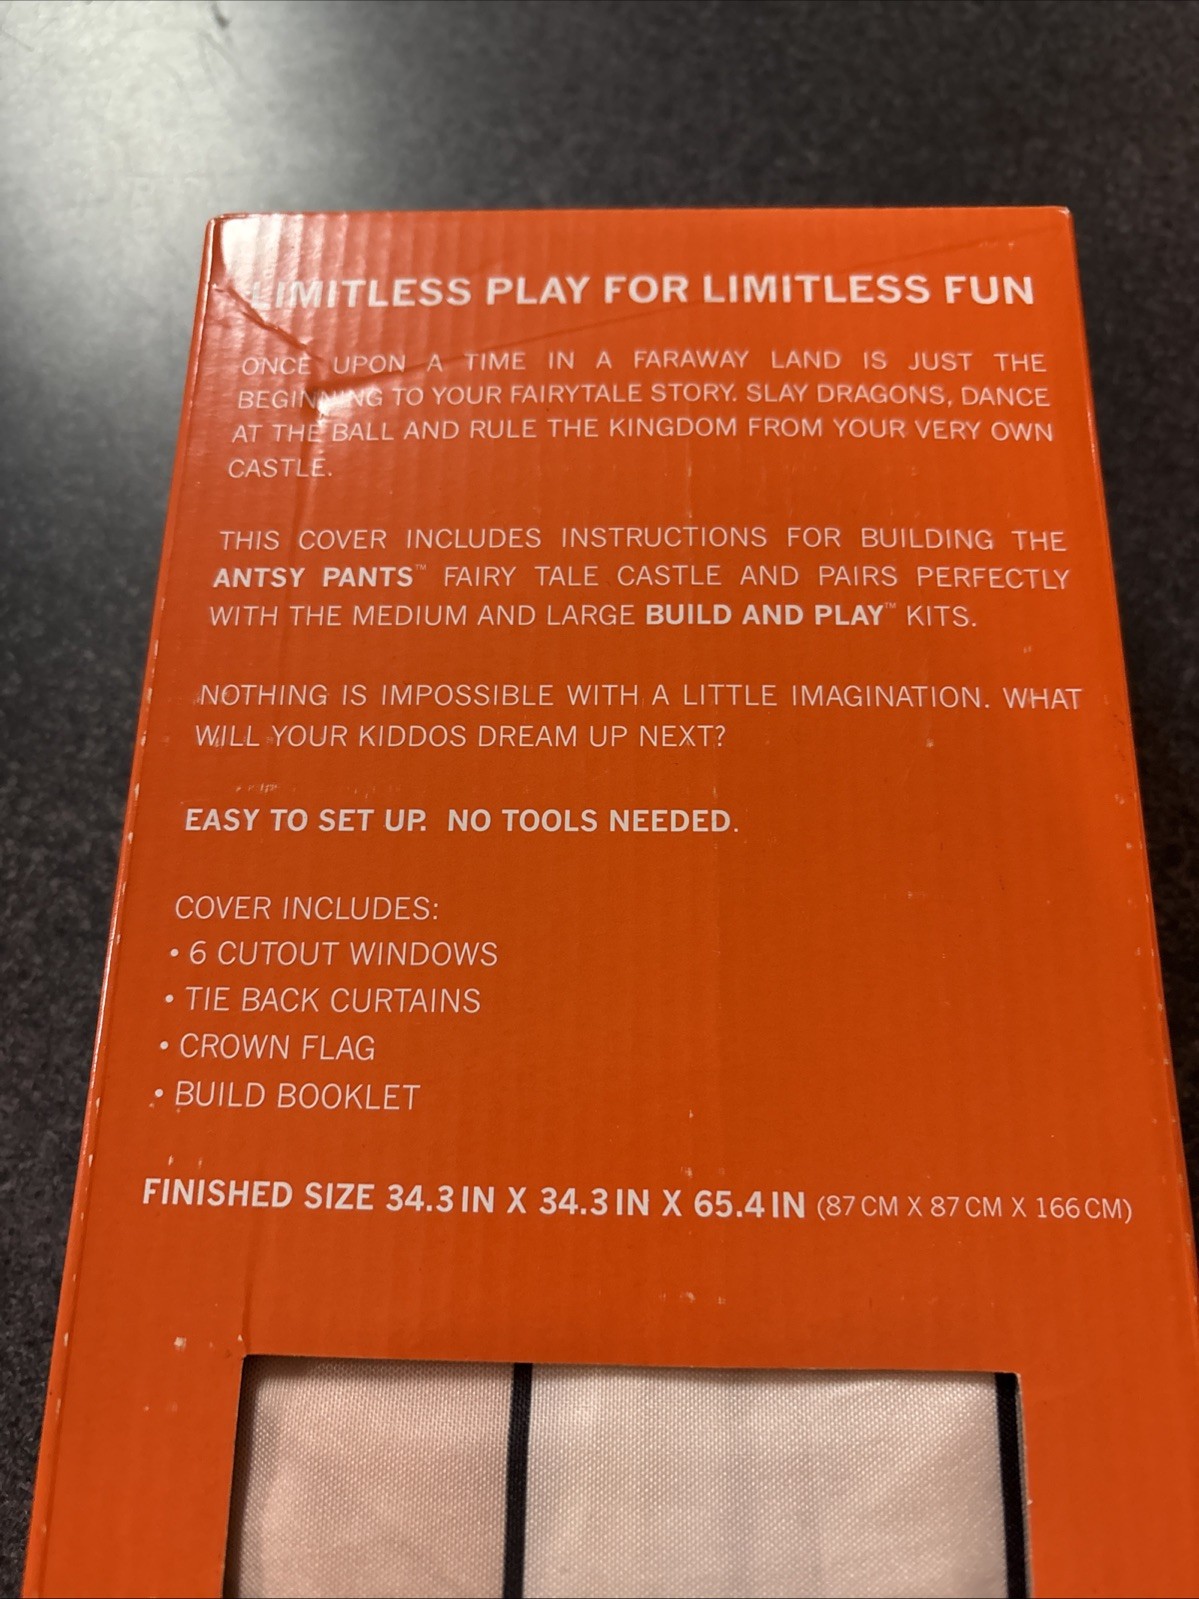 LIMITLESS PLAY FOR LIMITLESS FUN
ONCE UPON A TIME IN A FARAWAY LAND IS JUST THE
BEGINNING TO YOUR FAIRYTALE STORY. SLAY DRAGONS, DANCE
AT THE BALL AND RULE THE KINGDOM FROM YOUR VERY OWN
CASTLE.
THIS COVER INCLUDES INSTRUCTIONS FOR BUILDING THE
ANTSY PANTS™ FAIRY TALE CASTLE AND PAIRS PERFECTLY
WITH THE MEDIUM AND LARGE BUILD AND PLAY™ KITS.
NOTHING IS IMPOSSIBLE WITH A LITTLE IMAGINATION. WHAT
WILL YOUR KIDDOS DREAM UP NEXT?
EASY TO SET UP. NO TOOLS NEEDED.
COVER INCLUDES:
• 6 CUTOUT WINDOWS
• TIE BACK CURTAINS
• CROWN FLAG
• BUILD BOOKLET
FINISHED SIZE 34.3 IN X 34.3 IN X 65.4 IN (87 CM X 87 CM X 166 CM)